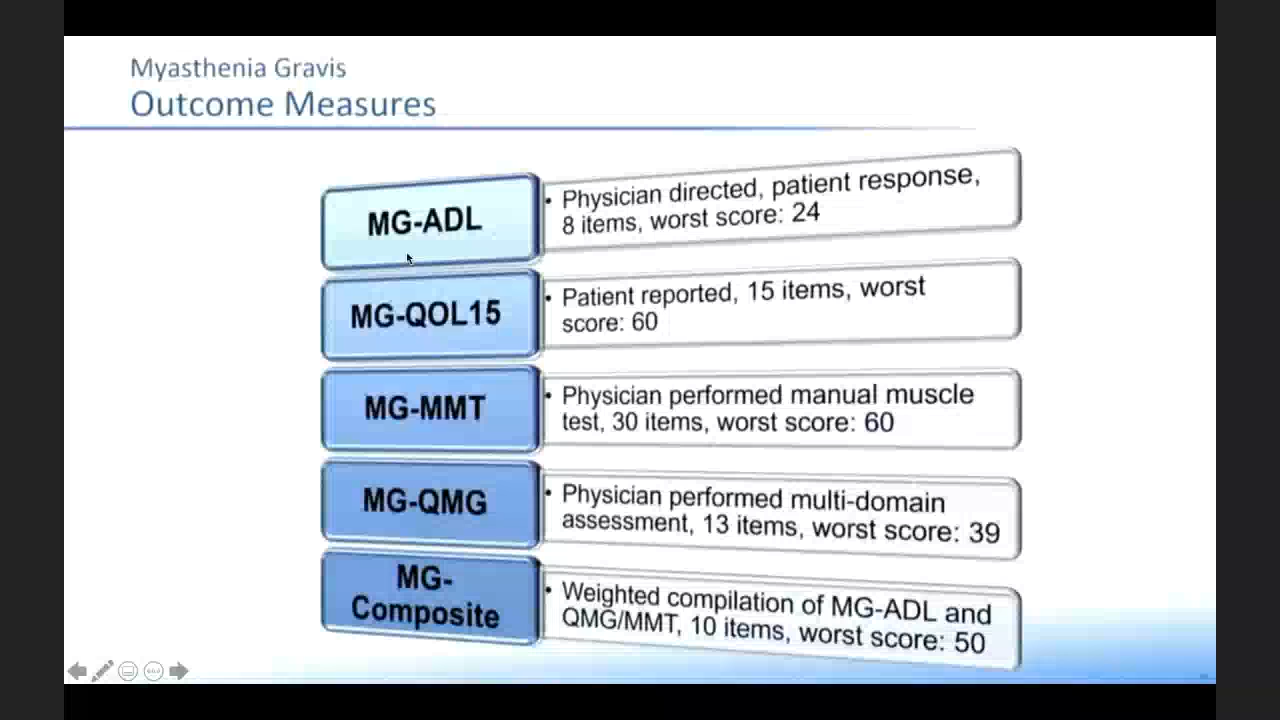 Myasthenia Gravis
Outcome Measures
MG-ADL
• Physician directed, patient response,
8 items, worst score: 24
MG-QOL15
• Patient reported, 15 items, worst
score: 60
MG-MMT
• Physician performed manual muscle
test, 30 items, worst score: 60
MG-QMG
• Physician performed multi-domain
assessment, 13 items, worst score: 39
MG-
Composite
• Weighted compilation of MG-ADL and
QMG/MMT, 10 items, worst score: 50